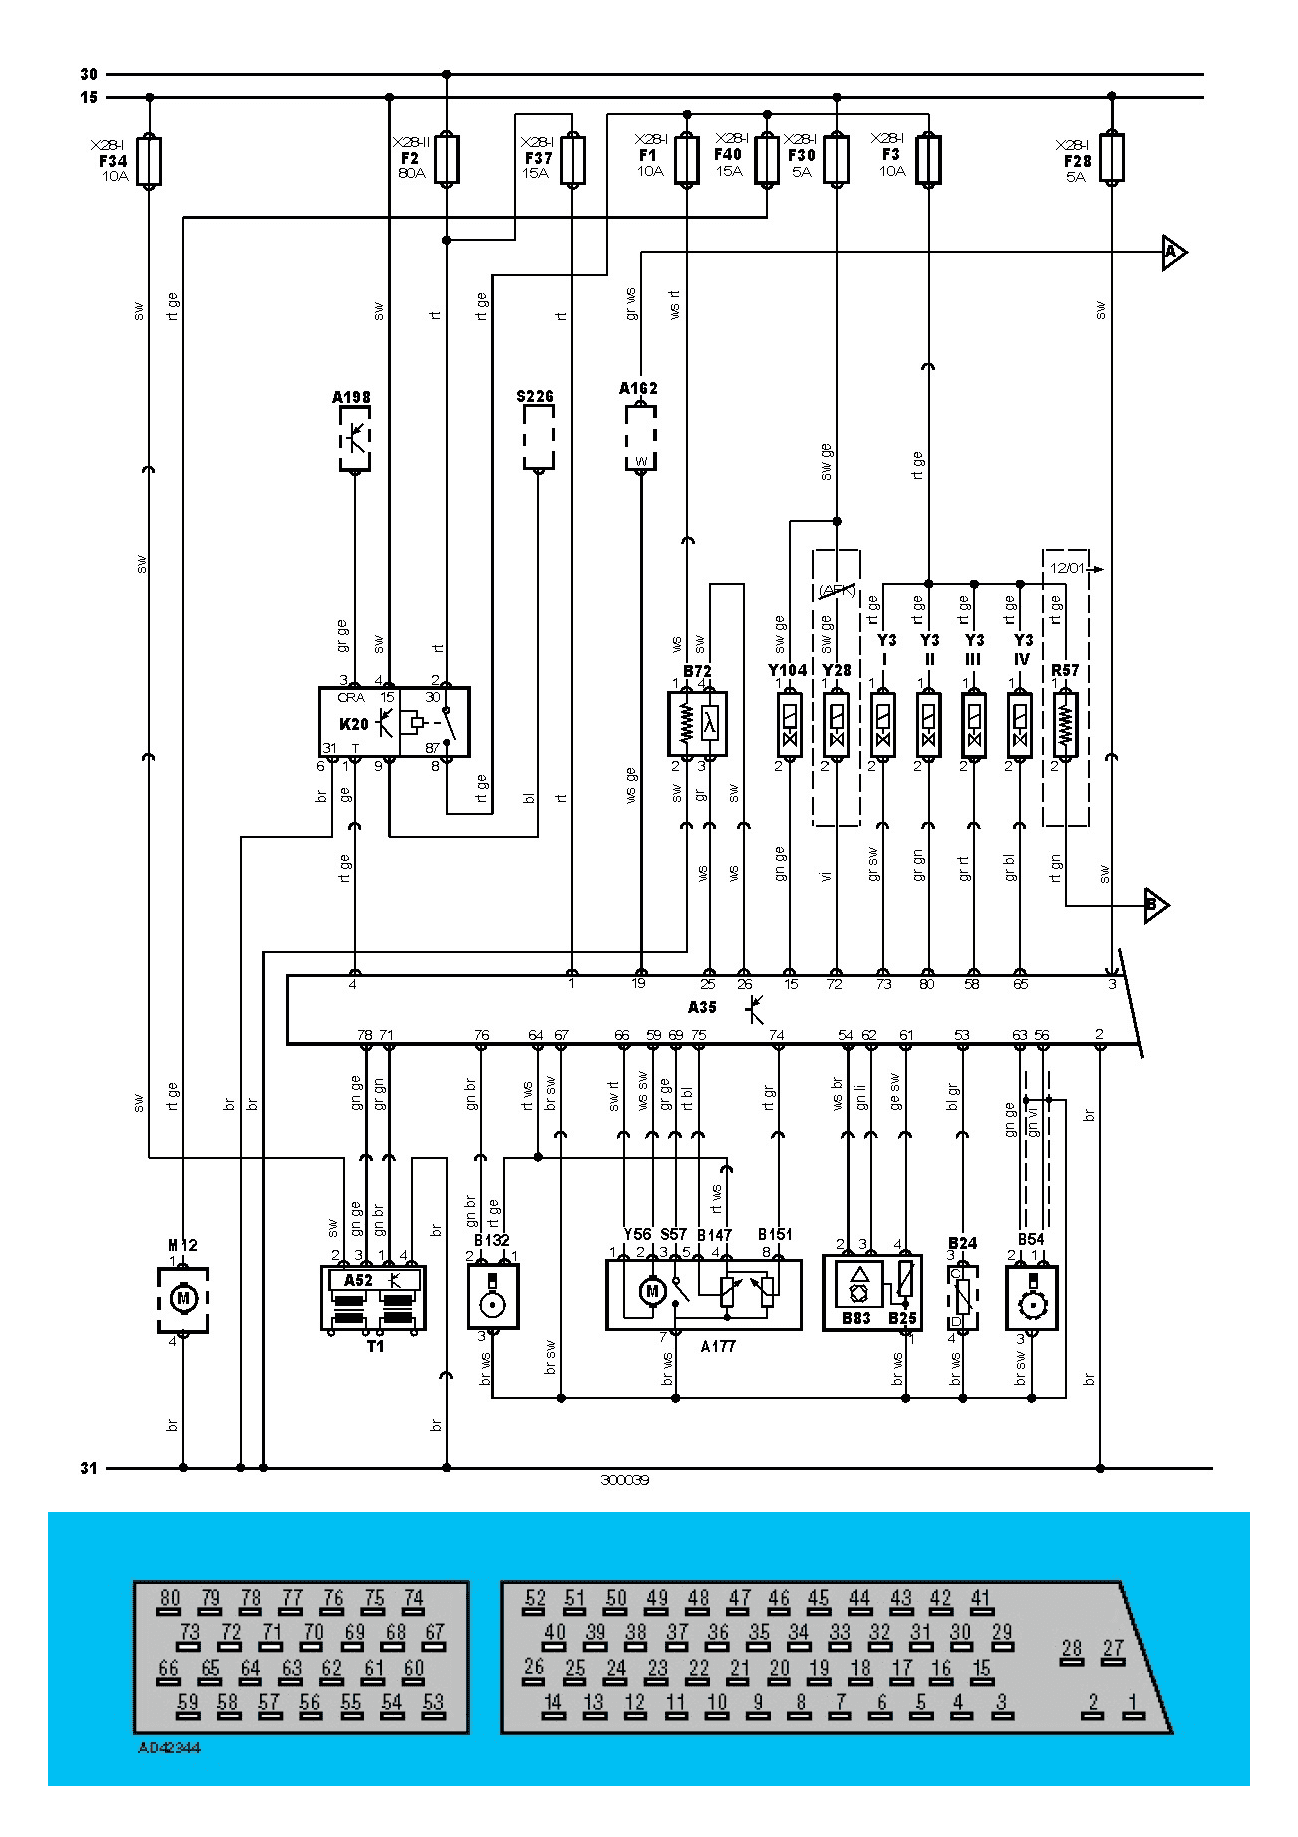 30
15
X28-I F34 10A
X28-II F2 80A
X28-I F37 15A
X28-I F1 10A
X28-I F40 15A
X28-I F30 5A
X28-I F3 10A
X28-I F28 5A
A
sw
rt ge
sw
rt
rt ge
rt
gr ws
ws rt
sw
A198
S226
A162
W
sw ge
rt ge
sw
gr ge
sw
rt
ws
sw
sw ge
sw ge
rt ge
rt ge
rt ge
rt ge
rt ge
12/01
Y3 I
Y3 II
Y3 III
Y3 IV
B72
Y104
Y28
R57
3 4 2
1 4
1 1 1 1 1 1 1
CRA 15 30
K20
31 T 87
6 1 9 8
2 3
2 2 2 2 2 2 2
br
ge
rt ge
bl
rt
ws ge
sw
gr
sw
rt ge
ws
ws
gn ge
vi
gr sw
gr gn
gr rt
gr bl
rt gn
sw
B
4 1 19 25 26 15 72 73 80 58 65 3
A35
78 71 76 64 67 66 59 69 75 74 54 62 61 53 63 56 2
sw
rt ge
br
br
gn ge
gr gn
gn br
rt ws
br sw
sw rt
ws sw
gr ge
rt bl
rt gr
ws br
gn li
ge sw
bl gr
gn ge
gn vi
br
sw
gn ge
gn br
br
gn br
rt ge
rt ws
M12
B132
Y56
S57
B147
B151
B24
B54
1
2 3 1 4
2 1
1 2 3 5 4 8
2 3 4
3
2 1
M
A52
M
C
D
B83
B25
4
T1
3
7
A177
1
4
3
br
br
br ws
br sw
br ws
br ws
br ws
br sw
br
31
300039
80 79 78 77 76 75 74
52 51 50 49 48 47 46 45 44 43 42 41
73 72 71 70 69 68 67
40 39 38 37 36 35 34 33 32 31 30 29
28 27
66 65 64 63 62 61 60
26 25 24 23 22 21 20 19 18 17 16 15
59 58 57 56 55 54 53
14 13 12 11 10 9 8 7 6 5 4 3 2 1
A042344